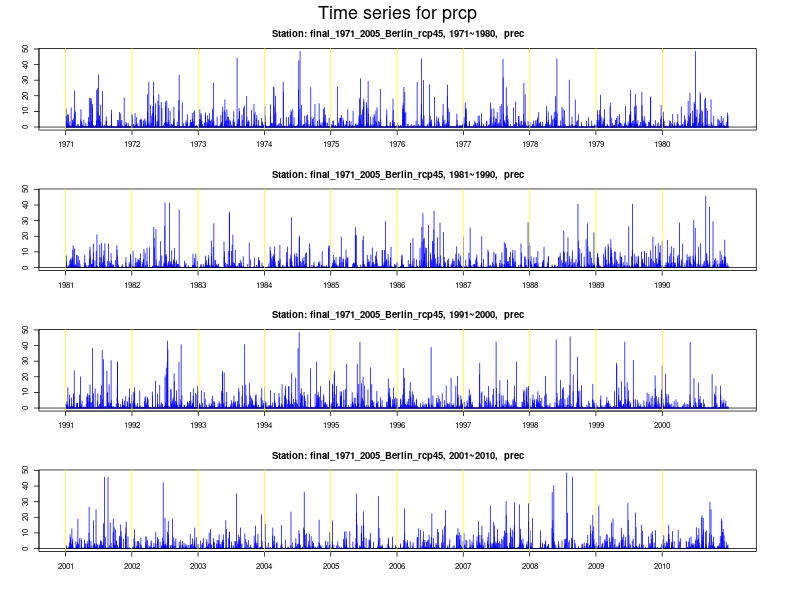 Time series for prcp
Station: final_1971_2005_Berlin_rcp45, 1971~1980, prec
50
40
30
20
10
0
1971 1972 1973 1974 1975 1976 1977 1978 1979 1980
Station: final_1971_2005_Berlin_rcp45, 1981~1990, prec
50
40
30
20
10
0
1981 1982 1983 1984 1985 1986 1987 1988 1989 1990
Station: final_1971_2005_Berlin_rcp45, 1991~2000, prec
50
40
30
20
10
0
1991 1992 1993 1994 1995 1996 1997 1998 1999 2000
Station: final_1971_2005_Berlin_rcp45, 2001~2010, prec
50
40
30
20
10
0
2001 2002 2003 2004 2005 2006 2007 2008 2009 2010